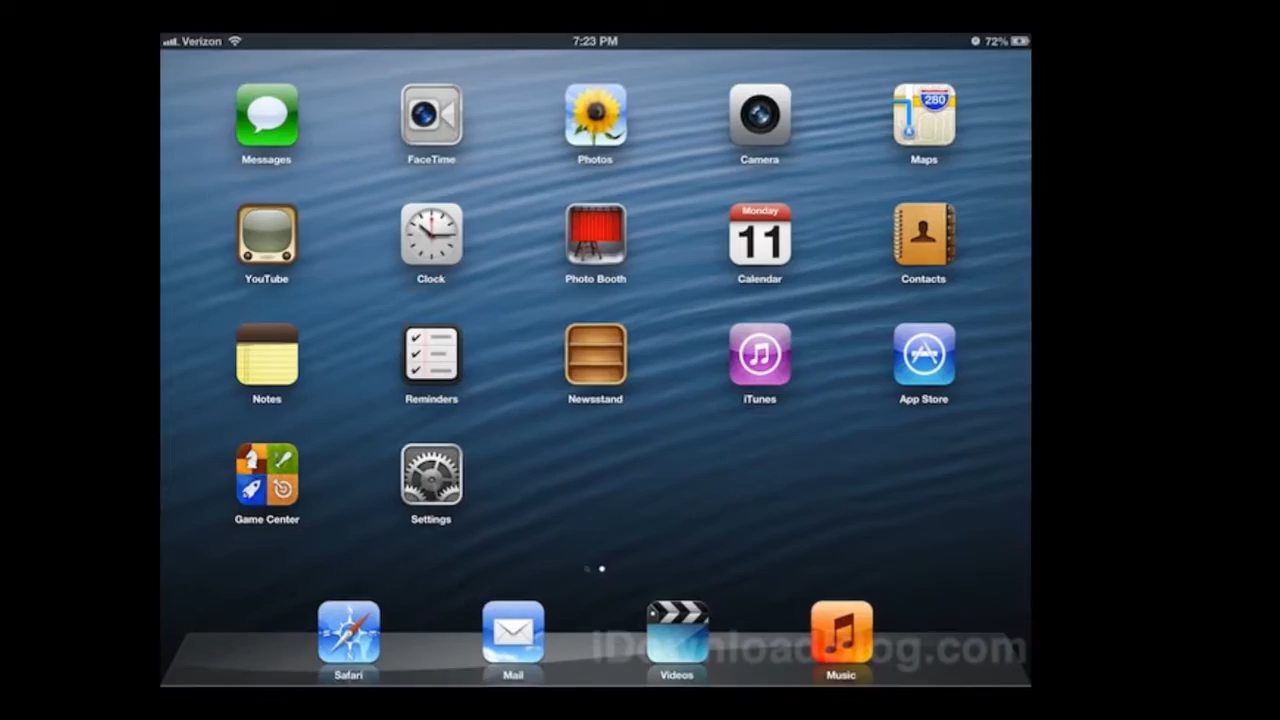 Verizon 7:23 PM 72%
Messages FaceTime Photos Camera 280 Maps
YouTube Clock Photo Booth Monday 11 Calendar Contacts
Notes Reminders Newsstand iTunes App Store
Game Center Settings
Safari Mail Videos Music
iDownloadBlog.com